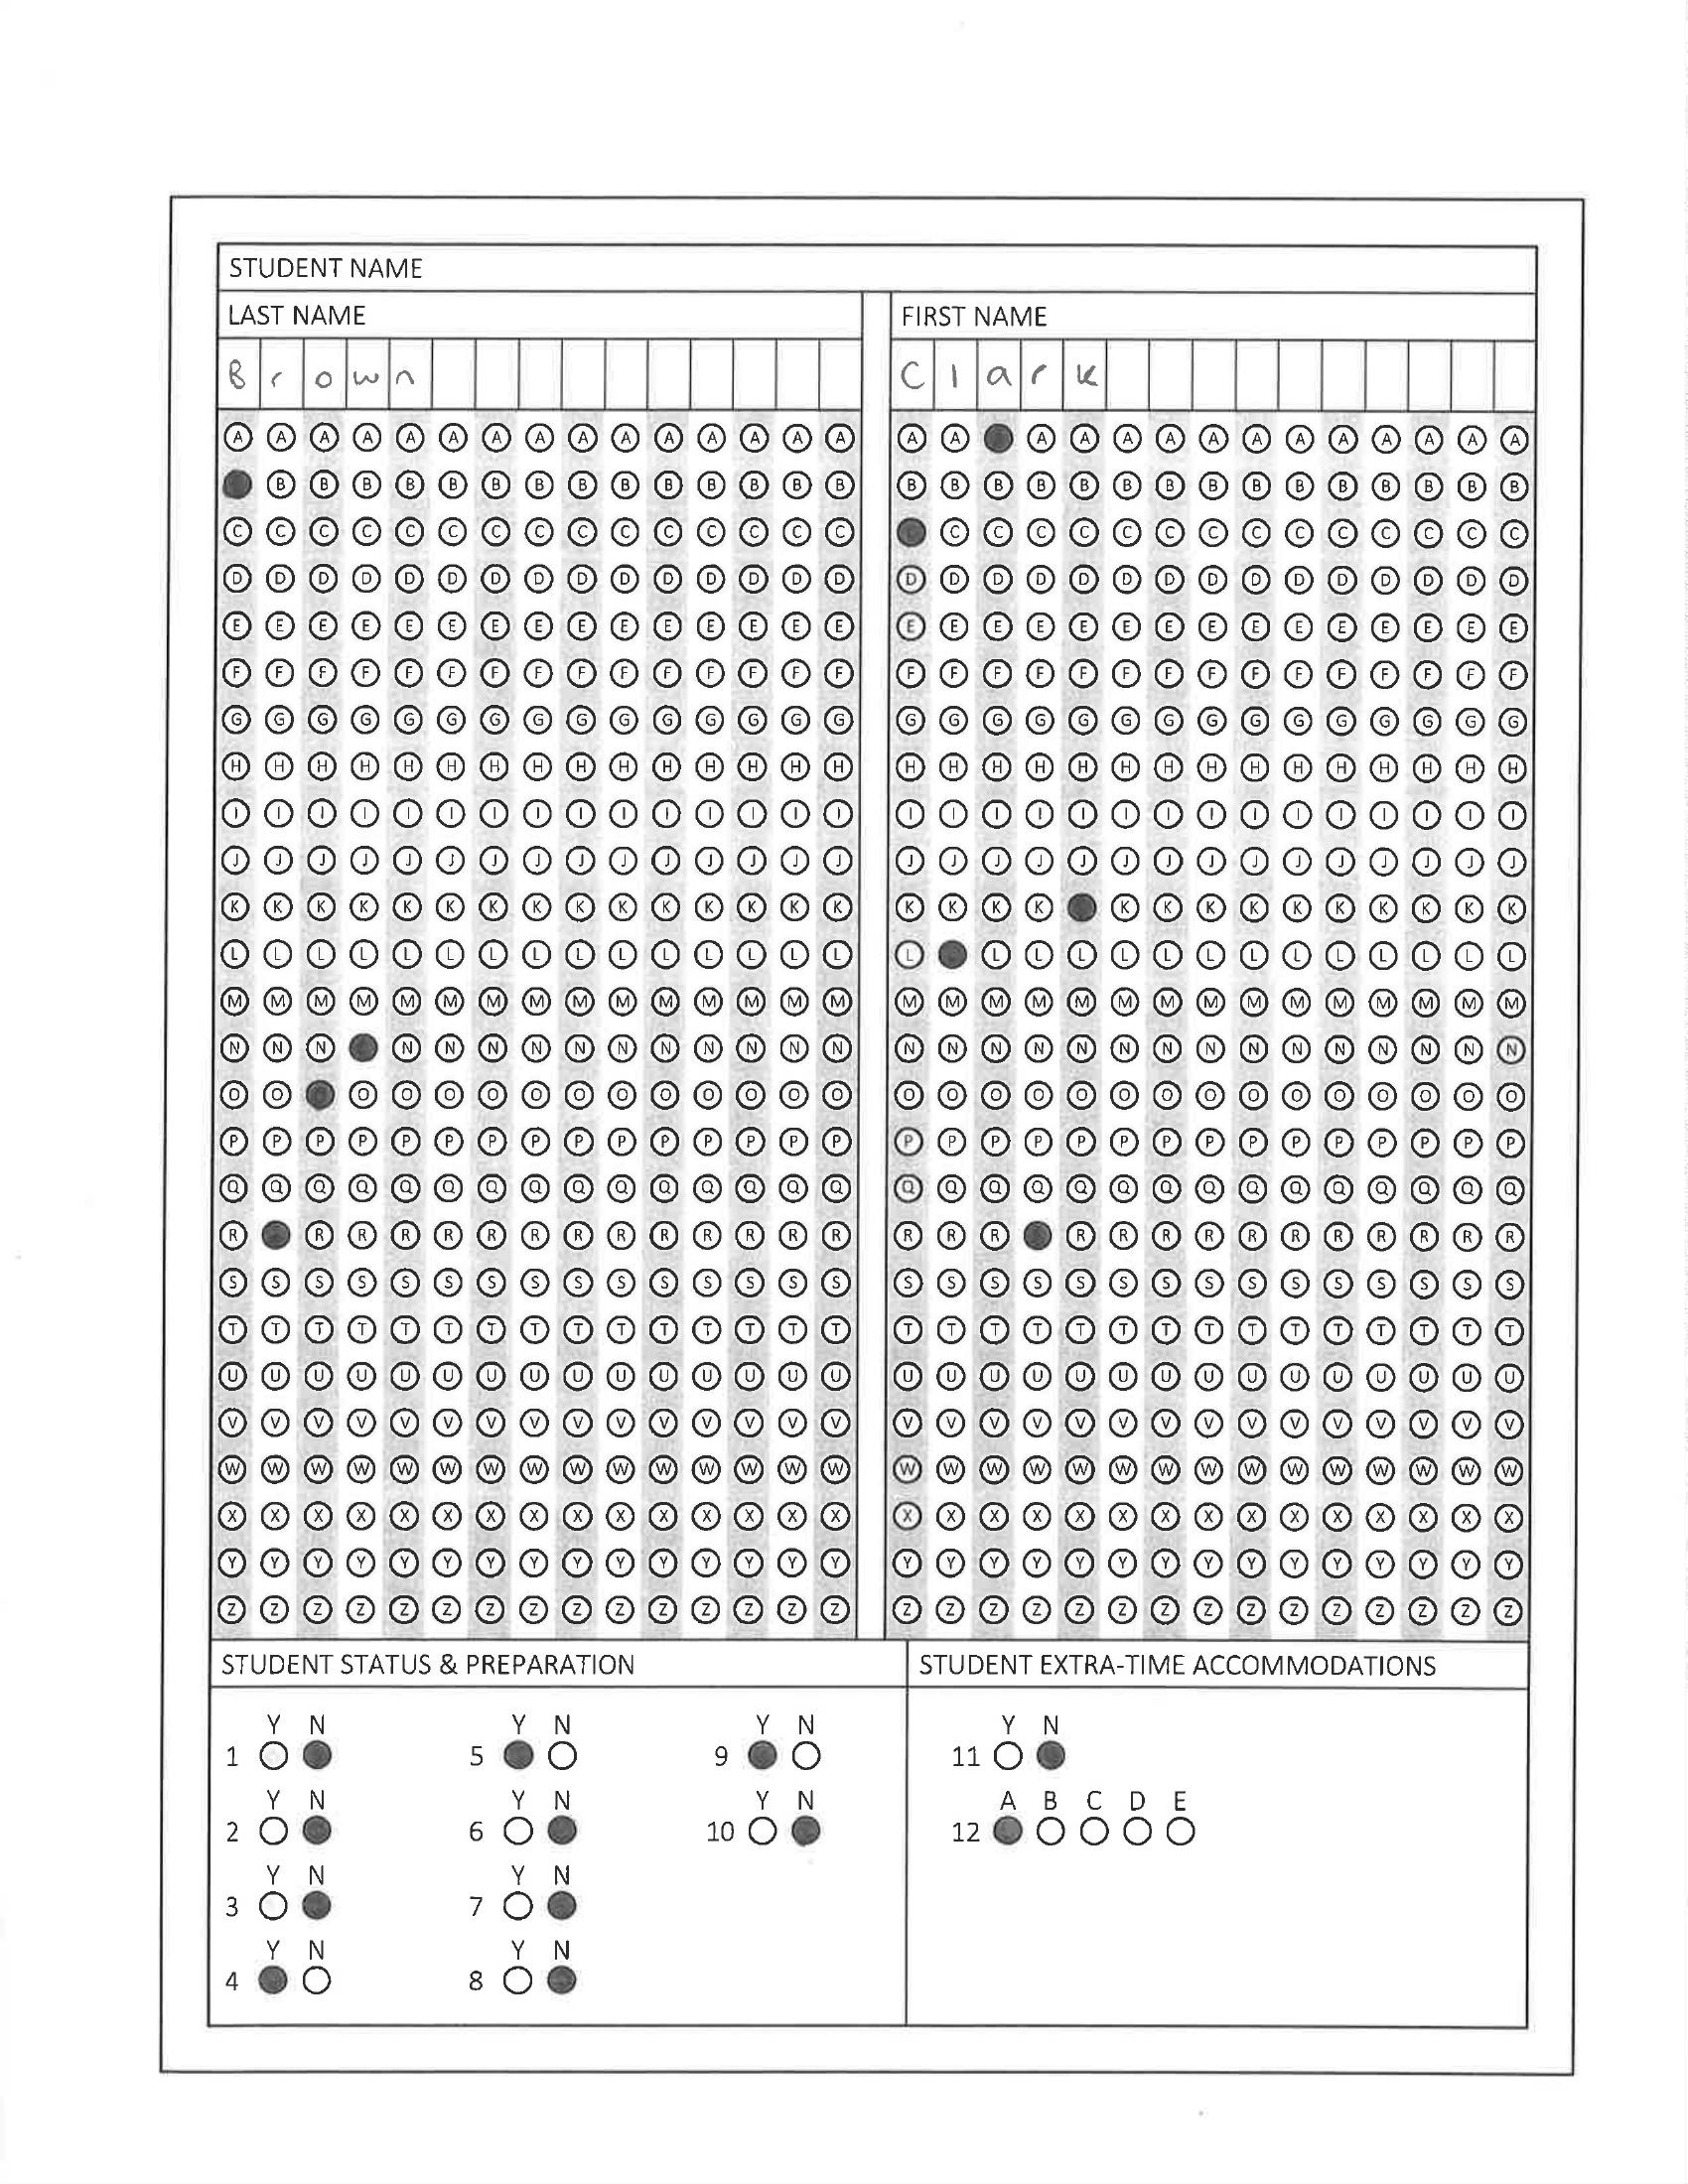 STUDENT NAME
LAST NAME FIRST NAME
B r o w n C l a r k
A A A A A A A A A A A A A A A A A A A A A A A A A A A A A
B B B B B B B B B B B B B B B B B B B B B B B B B B B B B
C C C C C C C C C C C C C C C C C C C C C C C C C C C C C
D D D D D D D D D D D D D D D D D D D D D D D D D D D D D D
E E E E E E E E E E E E E E E E E E E E E E E E E E E E E E
F F F F F F F F F F F F F F F F F F F F F F F F F F F F F F
G G G G G G G G G G G G G G G G G G G G G G G G G G G G G G
H H H H H H H H H H H H H H H H H H H H H H H H H H H H H H
I I I I I I I I I I I I I I I I I I I I I I I I I I I I I I
J J J J J J J J J J J J J J J J J J J J J J J J J J J J J J
K K K K K K K K K K K K K K K K K K K K K K K K K K K K K
L L L L L L L L L L L L L L L L L L L L L L L L L L L L L
M M M M M M M M M M M M M M M M M M M M M M M M M M M M M M
N N N N N N N N N N N N N N N N N N N N N N N N N N N N N
O O O O O O O O O O O O O O O O O O O O O O O O O O O O O
P P P P P P P P P P P P P P P P P P P P P P P P P P P P P P
Q Q Q Q Q Q Q Q Q Q Q Q Q Q Q Q Q Q Q Q Q Q Q Q Q Q Q Q Q Q
R R R R R R R R R R R R R R R R R R R R R R R R R R R R
S S S S S S S S S S S S S S S S S S S S S S S S S S S S S S
T T T T T T T T T T T T T T T T T T T T T T T T T T T T T T
U U U U U U U U U U U U U U U U U U U U U U U U U U U U U U
V V V V V V V V V V V V V V V V V V V V V V V V V V V V V V
W W W W W W W W W W W W W W W W W W W W W W W W W W W W W W
X X X X X X X X X X X X X X X X X X X X X X X X X X X X X X
Y Y Y Y Y Y Y Y Y Y Y Y Y Y Y Y Y Y Y Y Y Y Y Y Y Y Y Y Y Y
Z Z Z Z Z Z Z Z Z Z Z Z Z Z Z Z Z Z Z Z Z Z Z Z Z Z Z Z Z Z
STUDENT STATUS & PREPARATION STUDENT EXTRA-TIME ACCOMMODATIONS
Y N Y N Y N Y N
1 5 9 11
Y N Y N Y N A B C D E
2 6 10 12
Y N Y N
3 7
Y N Y N
4 8